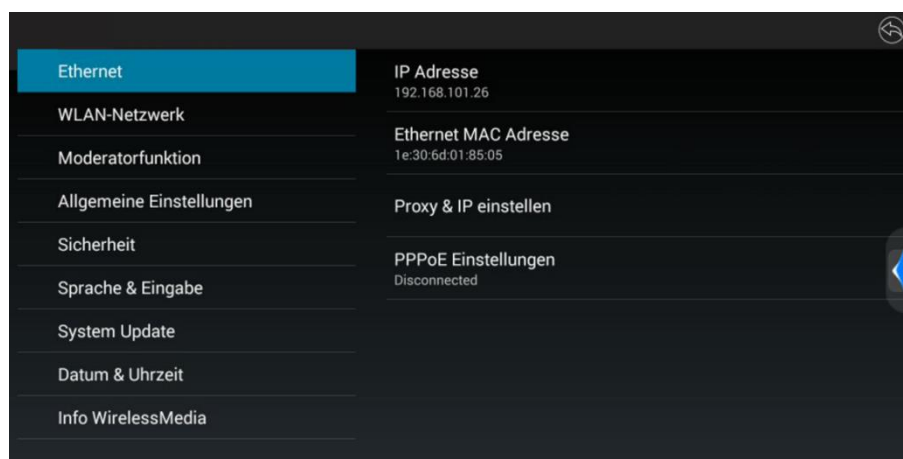 Ethernet
WLAN-Netzwerk
Moderatorfunktion
Allgemeine Einstellungen
Sicherheit
Sprache & Eingabe
System Update
Datum & Uhrzeit
Info WirelessMedia
IP Adresse
192.168.101.26
Ethernet MAC Adresse
1e:30:6d:01:85:05
Proxy & IP einstellen
PPPoE Einstellungen
Disconnected